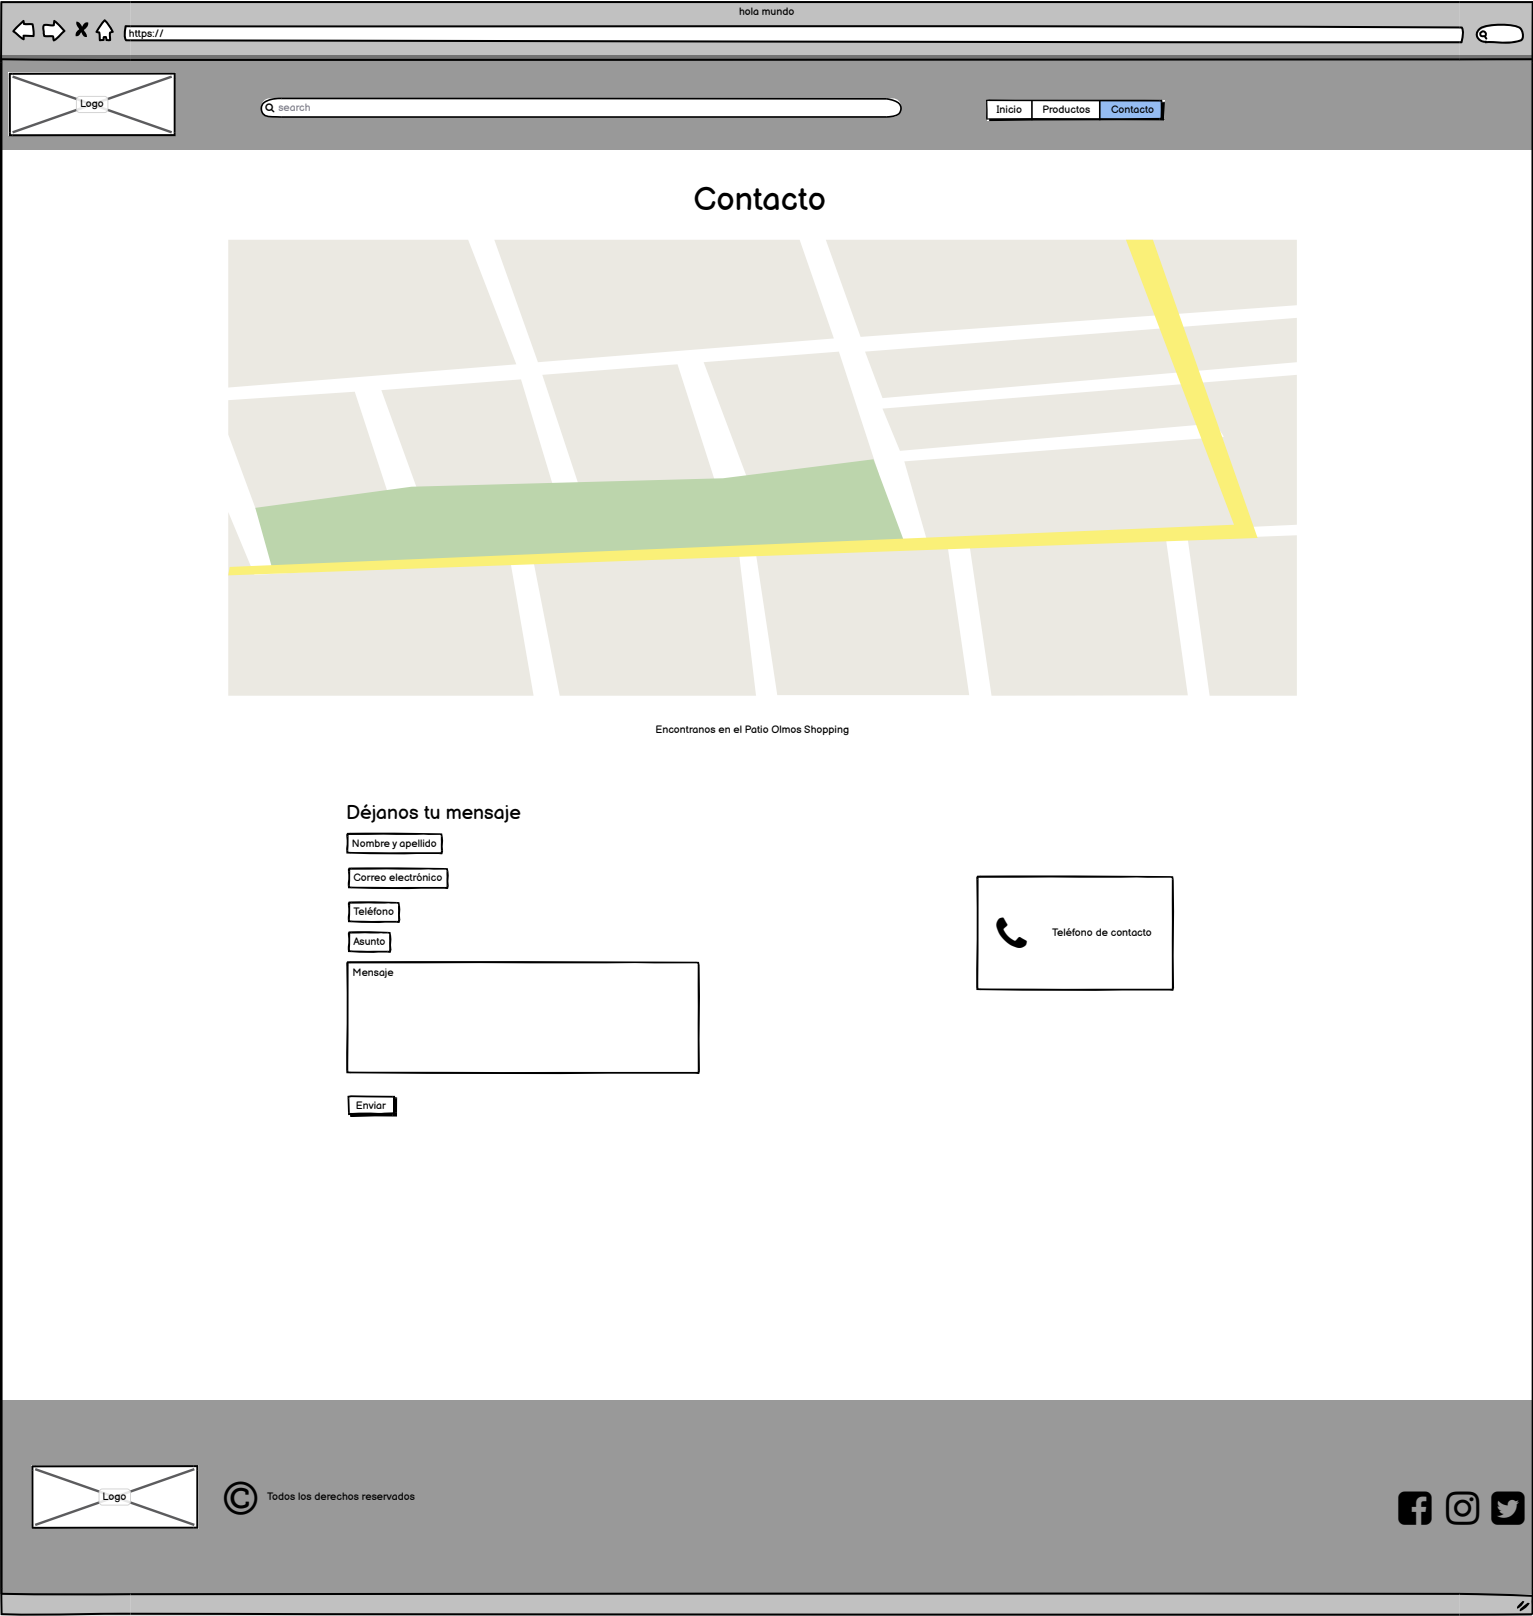 hola mundo
https://
Logo
search
Inicio
Productos
Contacto
Contacto
Encontranos en el Patio Olmos Shopping
Déjanos tu mensaje
Nombre y apellido
Correo electrónico
Teléfono
Asunto
Mensaje
Teléfono de contacto
Enviar
Logo
© Todos los derechos reservados